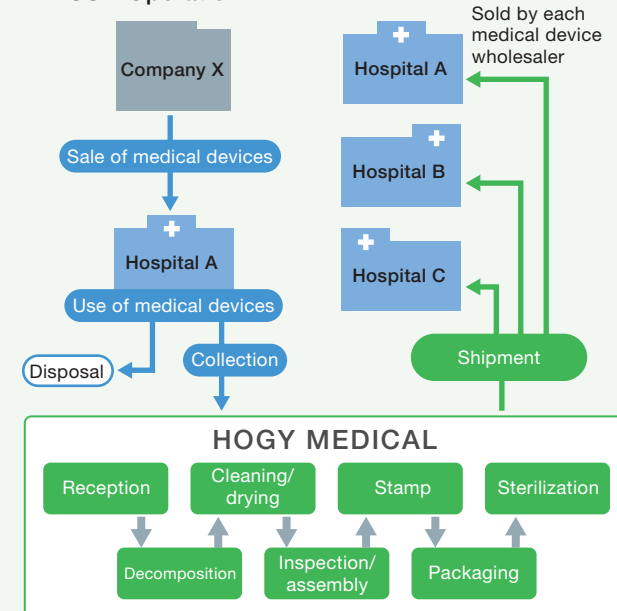 Sold by each
medical device
wholesaler
Company X
Hospital A
Sale of medical devices
Hospital B
Hospital A
Hospital C
Use of medical devices
Disposal
Collection
Shipment
HOGY MEDICAL
Reception
Cleaning/
drying
Stamp
Sterilization
Decomposition
Inspection/
assembly
Packaging